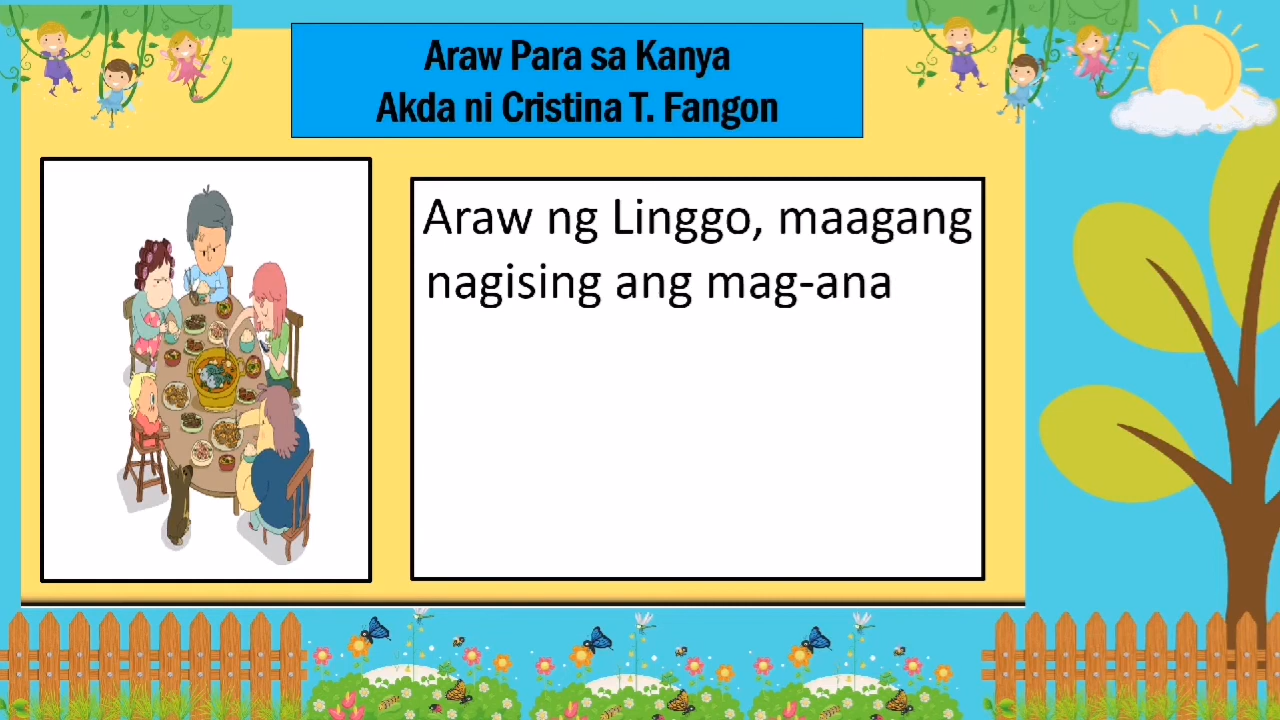 Araw Para sa Kanya
Akda ni Cristina T. Fangon
Araw ng Linggo, maagang
nagising ang mag-ana